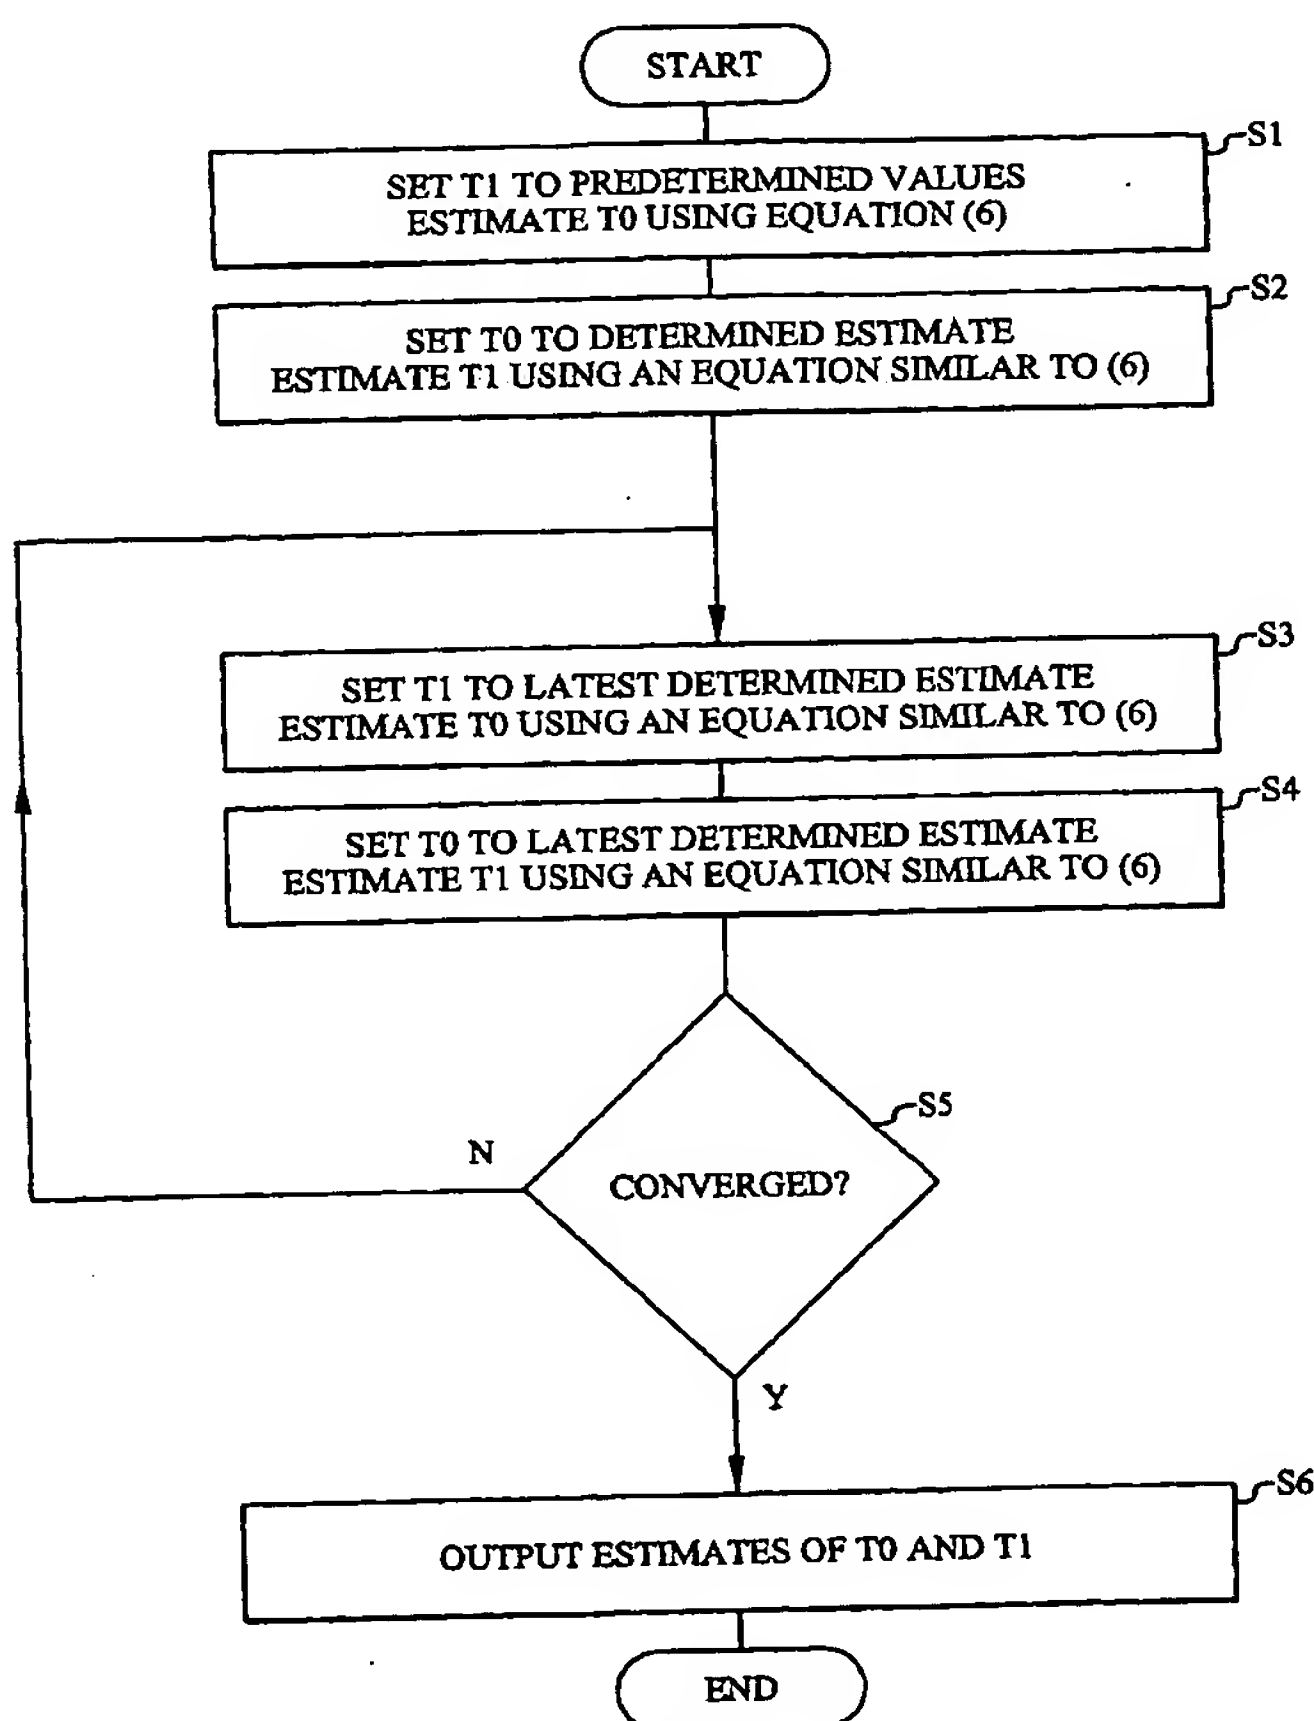 START
S1
SET T1 TO PREDETERMINED VALUES
ESTIMATE T0 USING EQUATION (6)
S2
SET T0 TO DETERMINED ESTIMATE
ESTIMATE T1 USING AN EQUATION SIMILAR TO (6)
S3
SET T1 TO LATEST DETERMINED ESTIMATE
ESTIMATE T0 USING AN EQUATION SIMILAR TO (6)
S4
SET T0 TO LATEST DETERMINED ESTIMATE
ESTIMATE T1 USING AN EQUATION SIMILAR TO (6)
S5
N
CONVERGED?
Y
S6
OUTPUT ESTIMATES OF T0 AND T1
END